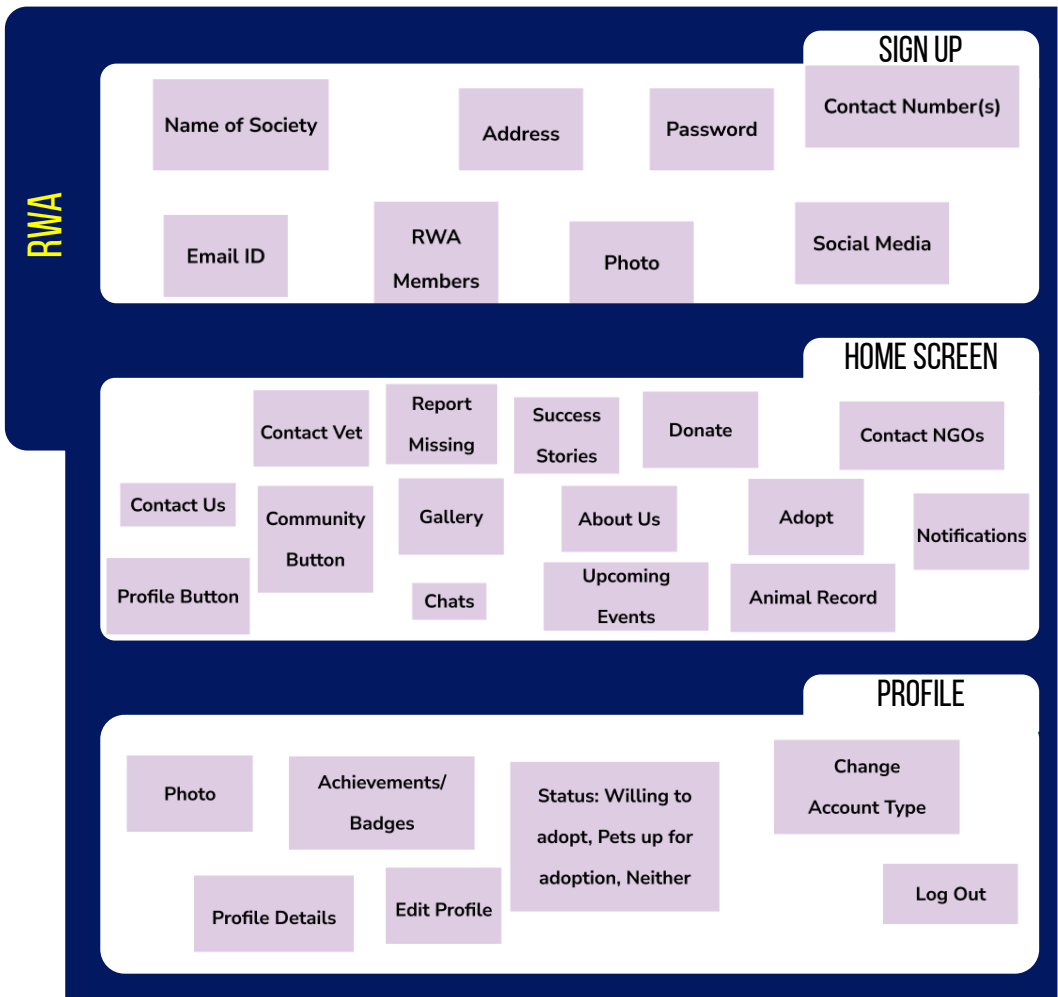 RWA
SIGN UP
Name of Society
Address
Password
Contact Number(s)
Email ID
RWA
Members
Photo
Social Media
HOME SCREEN
Contact Vet
Report
Missing
Success
Stories
Donate
Contact NGOs
Contact Us
Community
Button
Gallery
About Us
Adopt
Notifications
Profile Button
Chats
Upcoming
Events
Animal Record
PROFILE
Photo
Achievements/
Badges
Status: Willing to
adopt, Pets up for
adoption, Neither
Change
Account Type
Profile Details
Edit Profile
Log Out